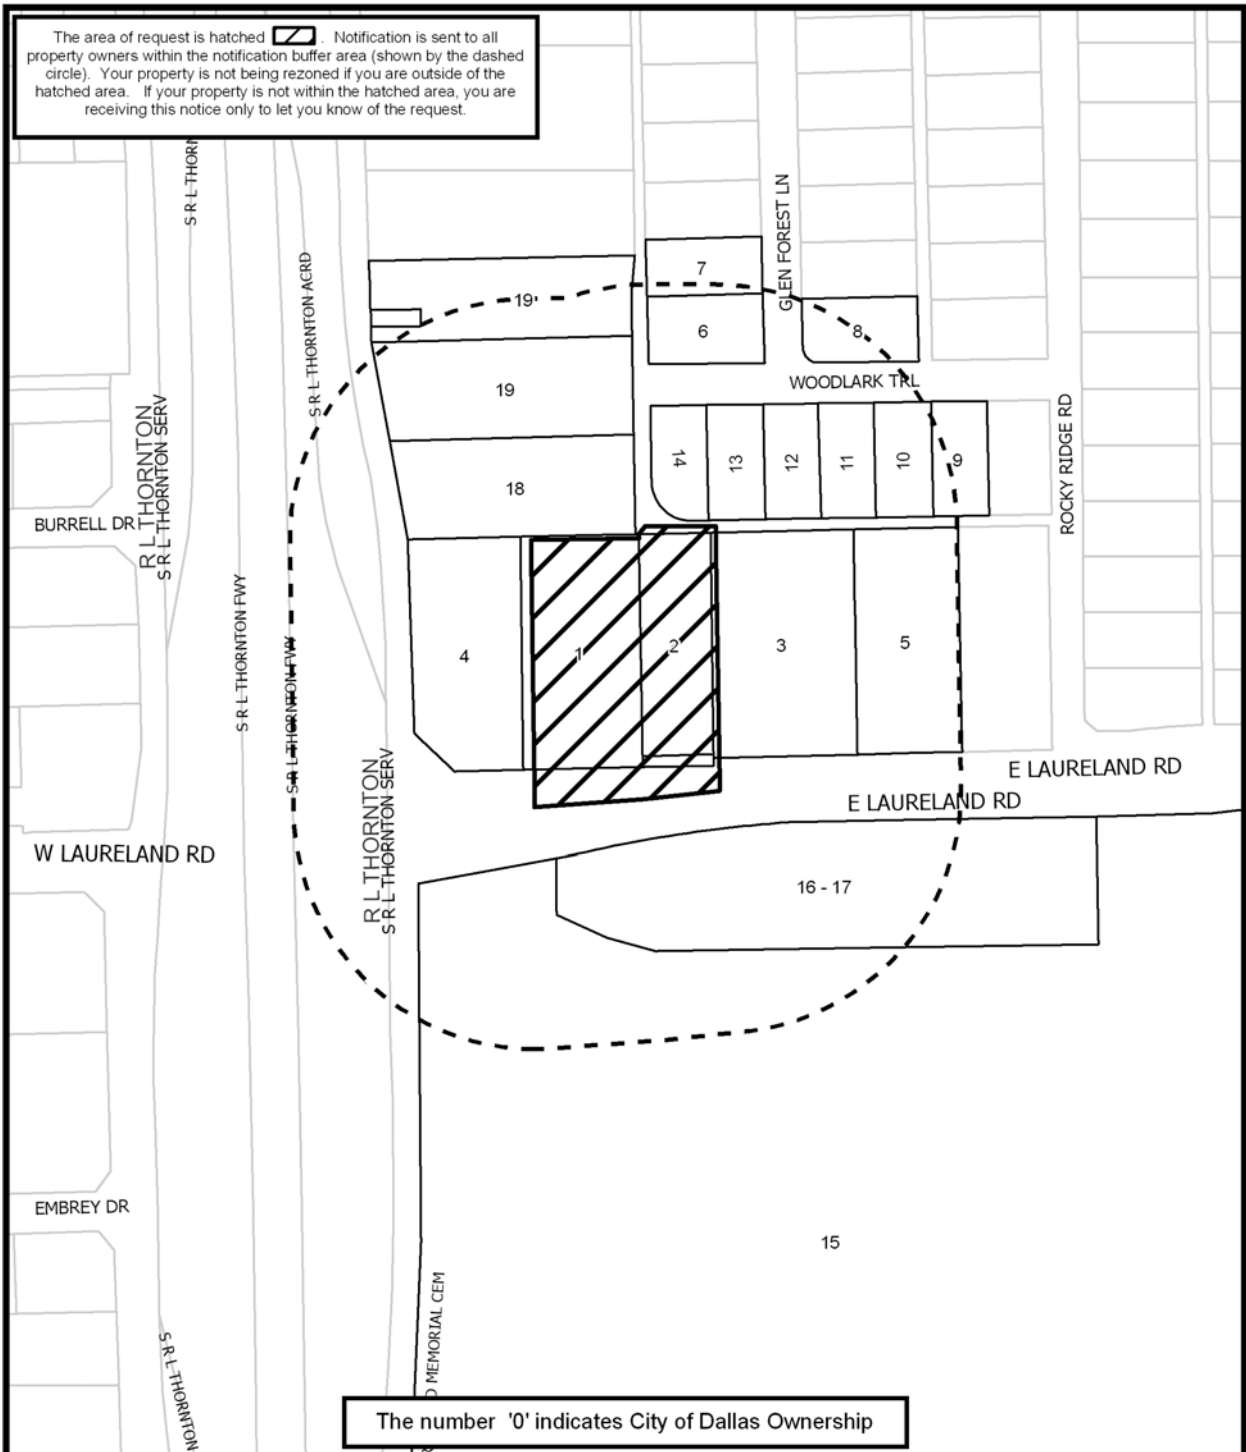 The area of request is hatched . Notification is sent to all
property owners within the notification buffer area (shown by the dashed
circle). Your property is not being rezoned if you are outside of the
hatched area. If your property is not within the hatched area, you are
receiving this notice only to let you know of the request.
S R L THORN
GLEN FOREST LN
7
S R L THORNTON ACRD
19
6
8
WOODLARK TRL
19
R L THORNTON
S R L THORNTON SERV
ROCKY RIDGE RD
14
13
12
11
10
9
18
BURRELL DR
S R L THORNTON FWY
S R L THORNTON FWY
4
1
2
3
5
E LAURELAND RD
E LAURELAND RD
R L THORNTON
S R L THORNTON SERV
W LAURELAND RD
16 - 17
EMBREY DR
15
MEMORIAL CEM
S R L THORNTON
The number '0' indicates City of Dallas Ownership